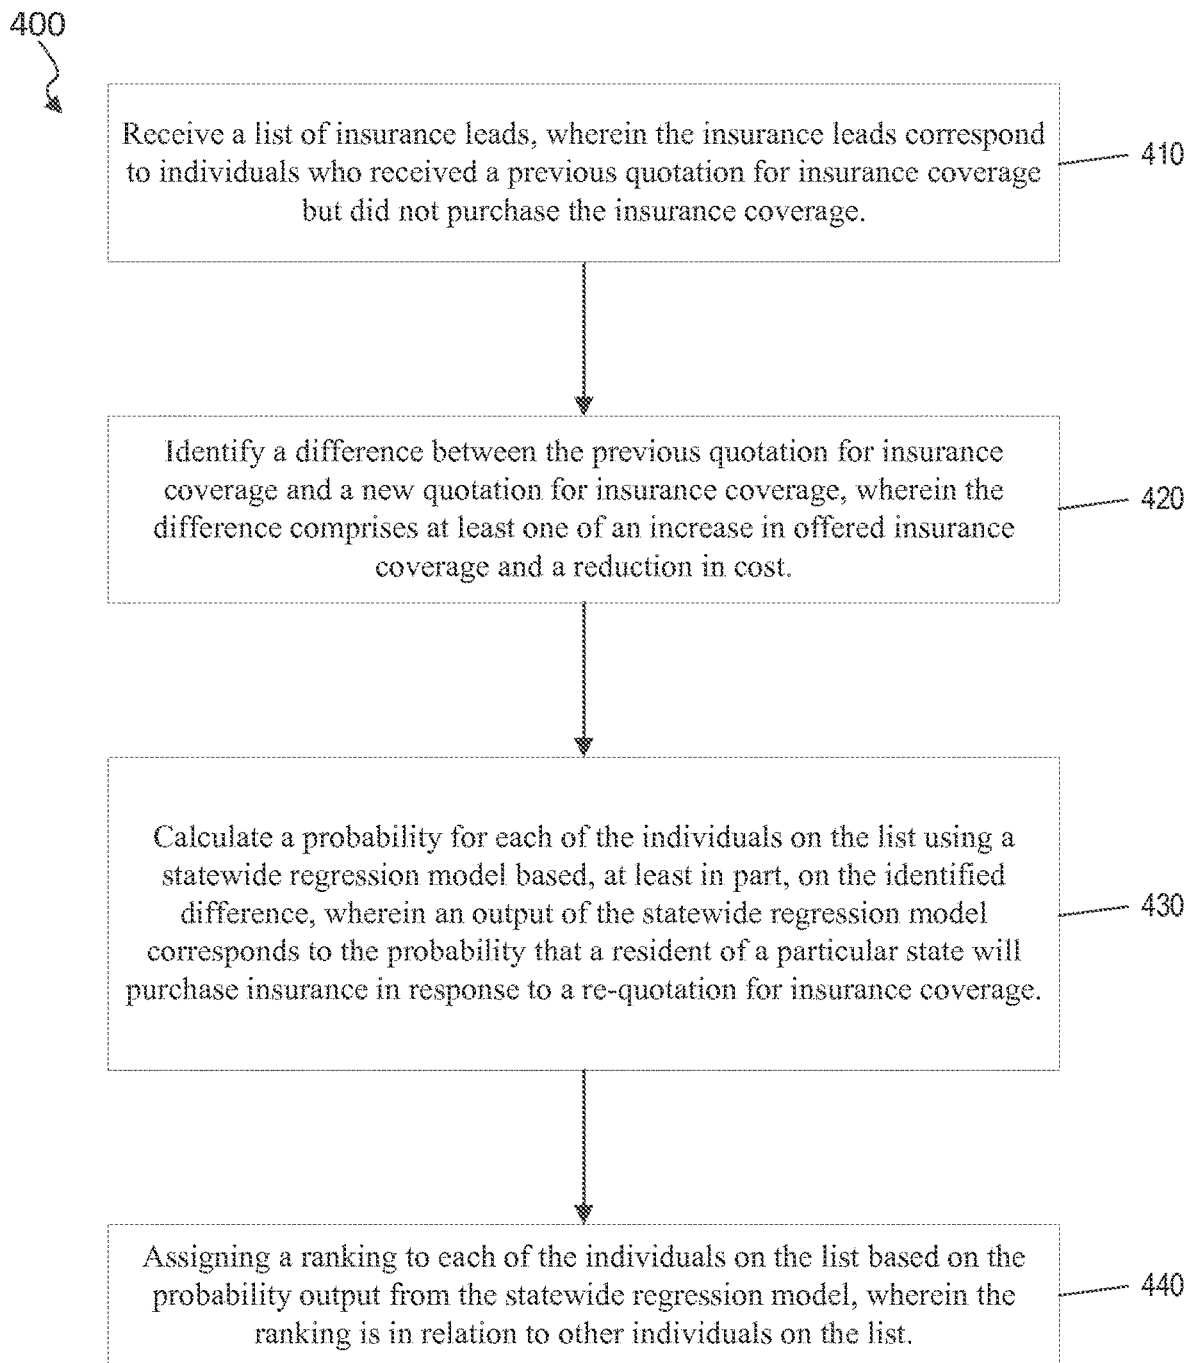 400
Receive a list of insurance leads, wherein the insurance leads correspond
to individuals who received a previous quotation for insurance coverage
but did not purchase the insurance coverage.
410
Identify a difference between the previous quotation for insurance
coverage and a new quotation for insurance coverage, wherein the
difference comprises at least one of an increase in offered insurance
coverage and a reduction in cost.
420
Calculate a probability for each of the individuals on the list using a
statewide regression model based, at least in part, on the identified
difference, wherein an output of the statewide regression model
corresponds to the probability that a resident of a particular state will
purchase insurance in response to a re-quotation for insurance coverage.
430
Assigning a ranking to each of the individuals on the list based on the
probability output from the statewide regression model, wherein the
ranking is in relation to other individuals on the list.
440